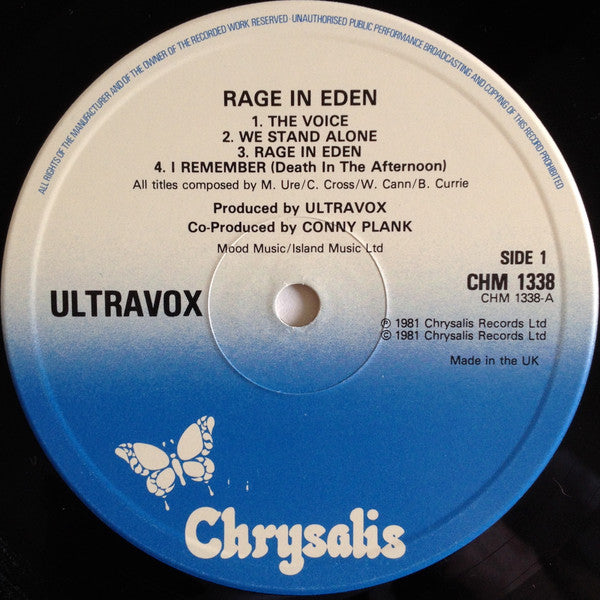 ALL RIGHTS OF THE MANUFACTURER AND OF THE OWNER OF THE RECORDED WORK RESERVED · UNAUTHORISED PUBLIC PERFORMANCE BROADCASTING AND COPYING OF THIS RECORD PROHIBITED
RAGE IN EDEN
1. THE VOICE
2. WE STAND ALONE
3. RAGE IN EDEN
4. I REMEMBER (Death In The Afternoon)
All titles composed by M. Ure/C. Cross/W. Cann/B. Currie
Produced by ULTRAVOX
Co-Produced by CONNY PLANK
Mood Music/Island Music Ltd
SIDE 1
CHM 1338
CHM 1338-A
ULTRAVOX
℗ 1981 Chrysalis Records Ltd
© 1981 Chrysalis Records Ltd
Made in the UK
Chrysalis